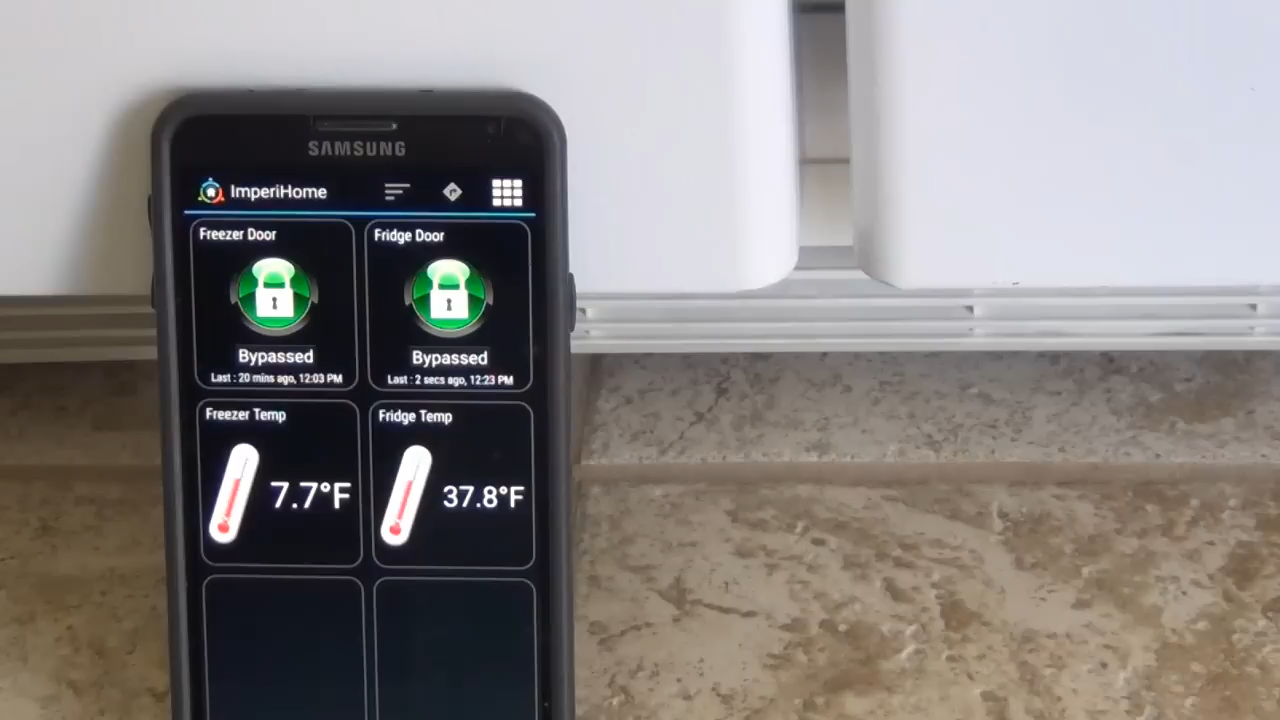 SAMSUNG
ImperiHome
Freezer Door
Bypassed
Last : 20 mins ago, 12:03 PM
Fridge Door
Bypassed
Last : 2 secs ago, 12:23 PM
Freezer Temp
7.7°F
Fridge Temp
37.8°F